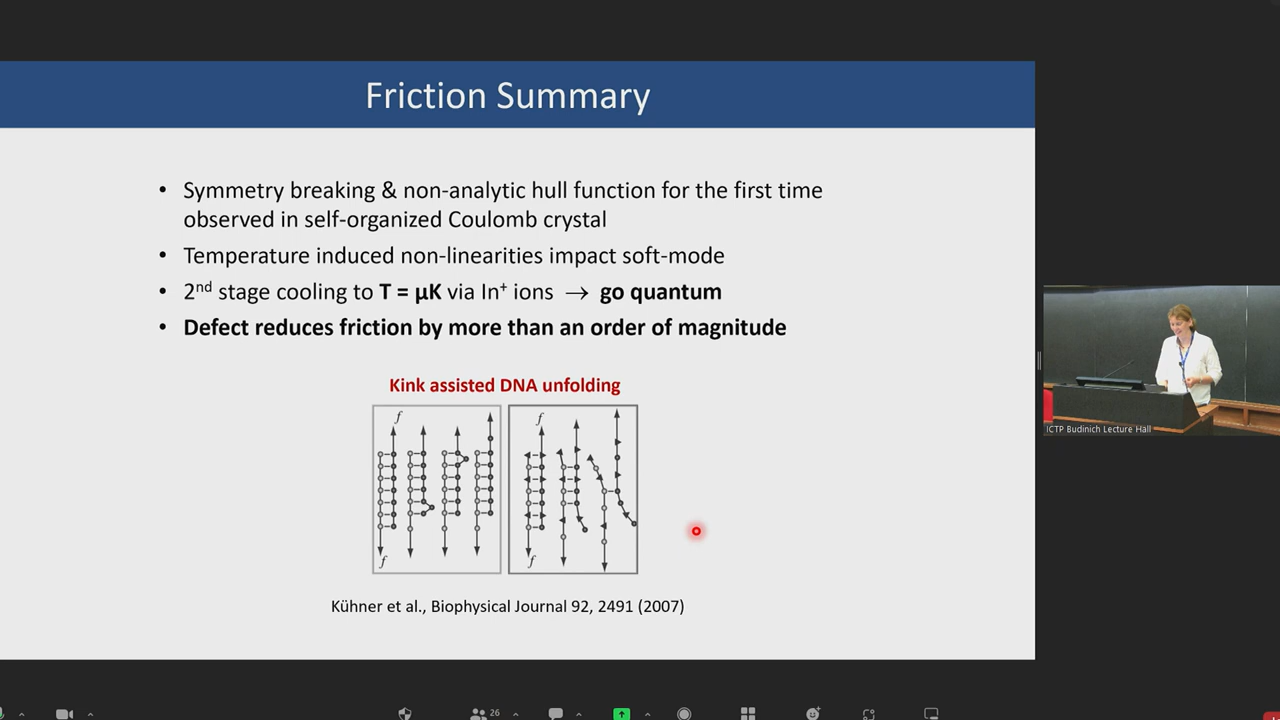 Friction Summary
• Symmetry breaking & non-analytic hull function for the first time
observed in self-organized Coulomb crystal
• Temperature induced non-linearities impact soft-mode
• 2nd stage cooling to T = μK via In+ ions → go quantum
• Defect reduces friction by more than an order of magnitude
Kink assisted DNA unfolding
f
f
f
f
Kühner et al., Biophysical Journal 92, 2491 (2007)
ICTP Budinich Lecture Hall
26